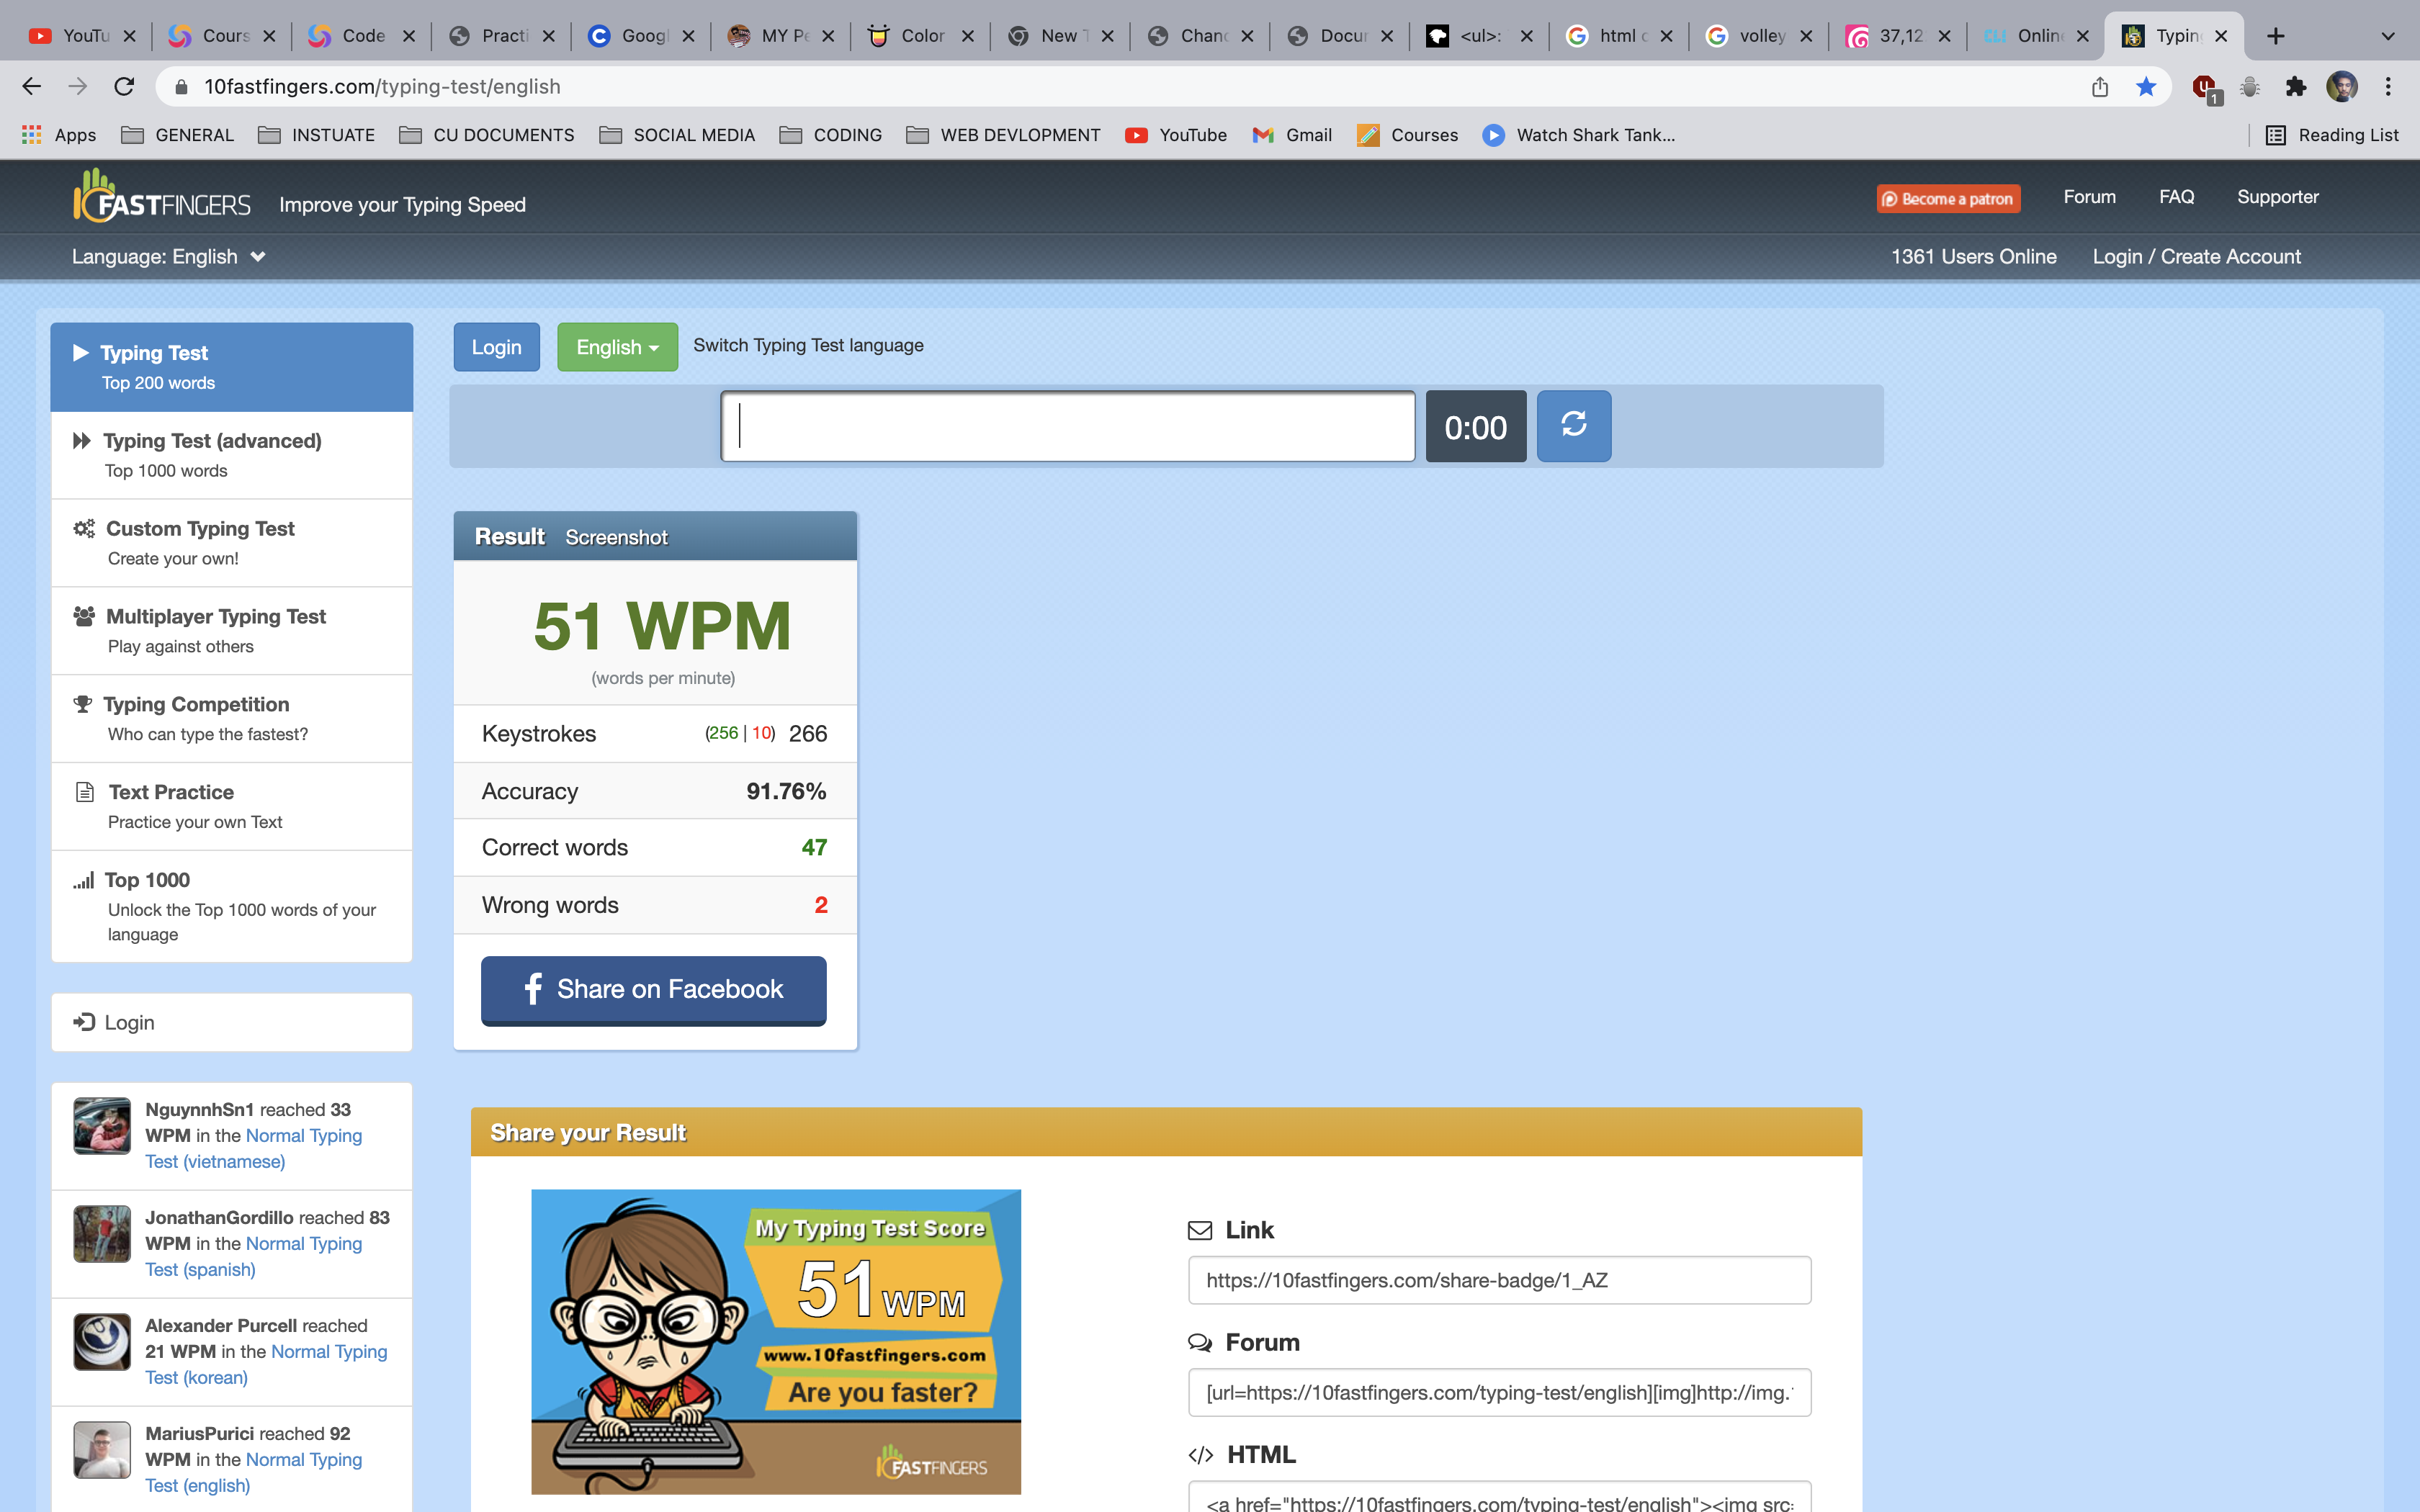 YouTu
Cours
Code
Practi
Googl
MY Pe
Color
New T
Chanc
Docur
<ul>:
html c
volley
37,12
Online
Typing
10fastfingers.com/typing-test/english
1
Apps
GENERAL
INSTUATE
CU DOCUMENTS
SOCIAL MEDIA
CODING
WEB DEVLOPMENT
YouTube
Gmail
Courses
Watch Shark Tank...
Reading List
10FASTFINGERS
Improve your Typing Speed
Become a patron
Forum
FAQ
Supporter
Language: English
1361 Users Online
Login / Create Account
Typing Test
Top 200 words
Typing Test (advanced)
Top 1000 words
Custom Typing Test
Create your own!
Multiplayer Typing Test
Play against others
Typing Competition
Who can type the fastest?
Text Practice
Practice your own Text
Top 1000
Unlock the Top 1000 words of your
language
Login
NguynnhSn1 reached 33
WPM in the Normal Typing
Test (vietnamese)
JonathanGordillo reached 83
WPM in the Normal Typing
Test (spanish)
Alexander Purcell reached
21 WPM in the Normal Typing
Test (korean)
MariusPurici reached 92
WPM in the Normal Typing
Test (english)
Login
English
Switch Typing Test language
0:00
Result Screenshot
51 WPM
(words per minute)
Keystrokes (256 | 10) 266
Accuracy 91.76%
Correct words 47
Wrong words 2
Share on Facebook
Share your Result
My Typing Test Score
51 WPM
www.10fastfingers.com
Are you faster?
10FASTFINGERS
Link
https://10fastfingers.com/share-badge/1_AZ
Forum
[url=https://10fastfingers.com/typing-test/english][img]http://img.
HTML
<a href="https://10fastfingers.com/typing-test/english"><img src=